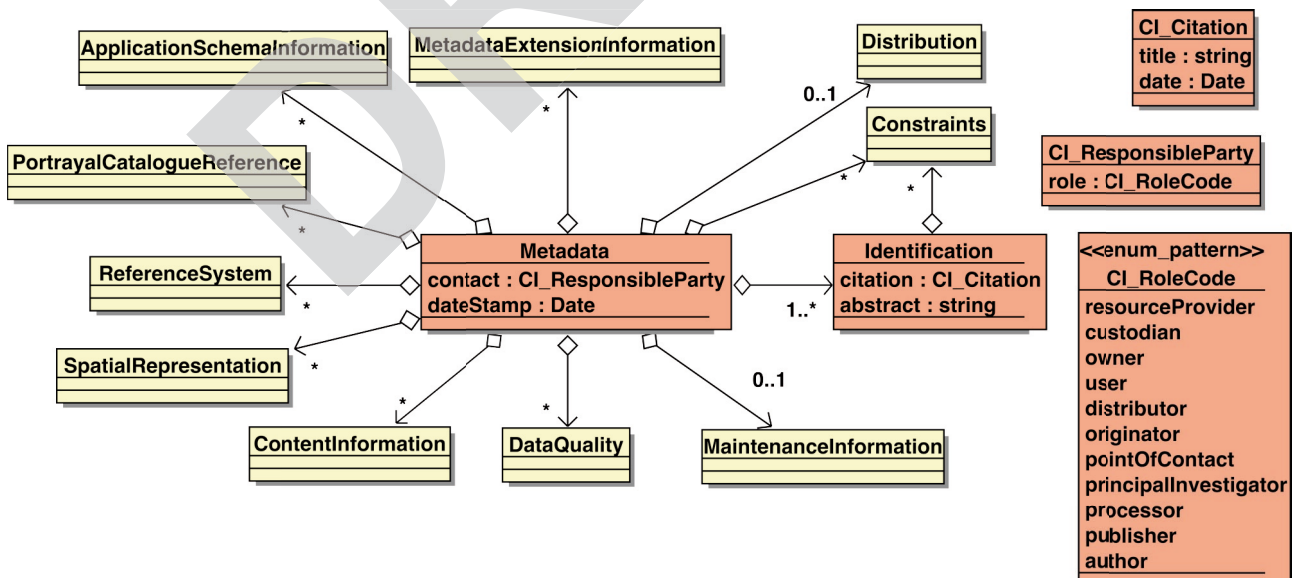 ApplicationSchemaInformation
*
MetadataExtensionInformation
*
Distribution
0..1
CI_Citation
title : string
date : Date
Constraints
*
*
PortrayalCatalogueReference
*
CI_ResponsibleParty
role : CI_RoleCode
Metadata
contact : CI_ResponsibleParty
dateStamp : Date
1..*
Identification
citation : CI_Citation
abstract : string
ReferenceSystem
*
<<enum_pattern>>
CI_RoleCode
resourceProvider
custodian
owner
user
distributor
originator
pointOfContact
principalInvestigator
processor
publisher
author
SpatialRepresentation
*
ContentInformation
*
DataQuality
*
MaintenanceInformation
0..1